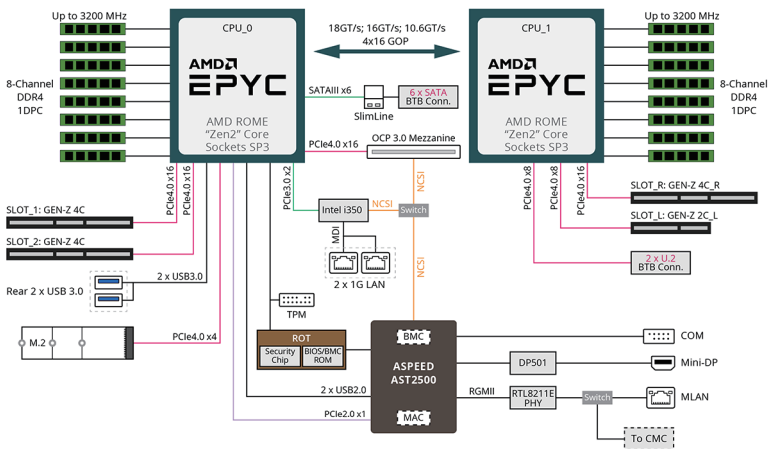 Up to 3200 MHz
CPU_0
18GT/s; 16GT/s; 10.6GT/s
4x16 GOP
CPU_1
Up to 3200 MHz
AMD
EPYC
AMD ROME
“Zen2” Core
Sockets SP3
AMD
EPYC
AMD ROME
“Zen2” Core
Sockets SP3
8-Channel
DDR4
1DPC
8-Channel
DDR4
1DPC
SATAIII x6
SlimLine
6 x SATA
BTB Conn.
OCP 3.0 Mezzanine
PCIe4.0 x16
PCIe4.0 x16
PCIe4.0 x16
PCIe3.0 x2
NCSI
PCIe4.0 x8
PCIe4.0 x8
PCIe4.0 x16
SLOT_R: GEN-Z 4C_R
SLOT_L: GEN-Z 2C_L
SLOT_1: GEN-Z 4C
SLOT_2: GEN-Z 4C
Intel i350
NCSI
Switch
MDI
NCSI
2 x 1G LAN
2 x U.2
BTB Conn.
2 x USB3.0
Rear 2 x USB 3.0
TPM
M.2
PCIe4.0 x4
ROT
Security
Chip
BIOS/BMC
ROM
BMC
ASPEED
AST2500
MAC
COM
DP501
Mini-DP
2 x USB2.0
RGMII
RTL8211E
PHY
Switch
MLAN
PCIe2.0 x1
To CMC